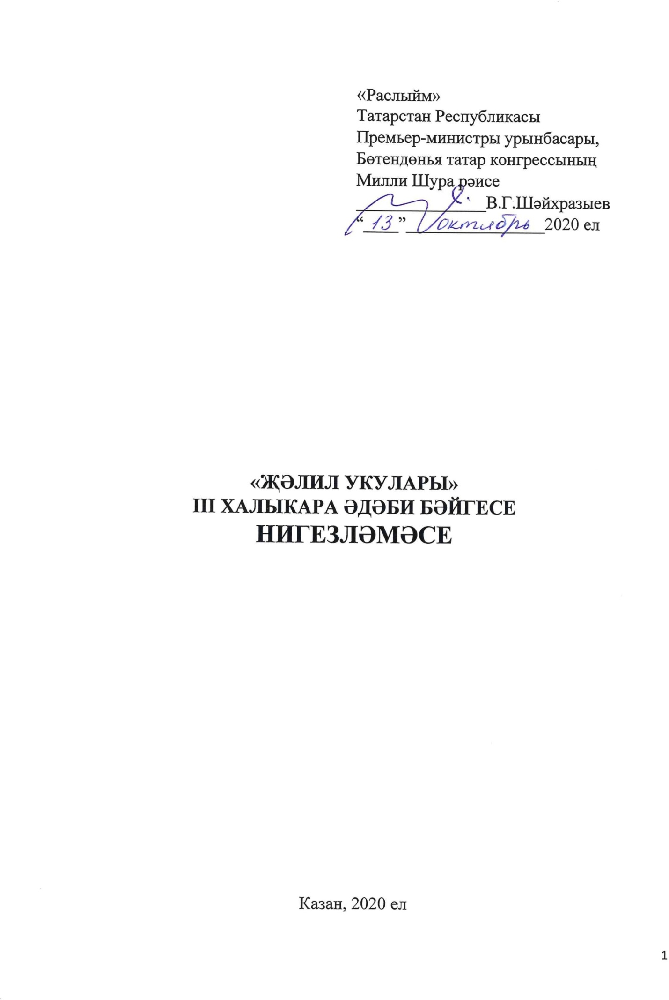 «Раслыйм»
Татарстан Республикасы
Премьер-министры урынбасары,
Бөтендөнья татар конгрессының
Милли Шура рәисе
_______________В.Г.Шәйхразыев
“ 13 ” октябрь 2020 ел
«ҖӘЛИЛ УКУЛАРЫ»
III ХАЛЫКАРА ӘДӘБИ БӘЙГЕСЕ
НИГЕЗЛӘМӘСЕ
Казан, 2020 ел
1